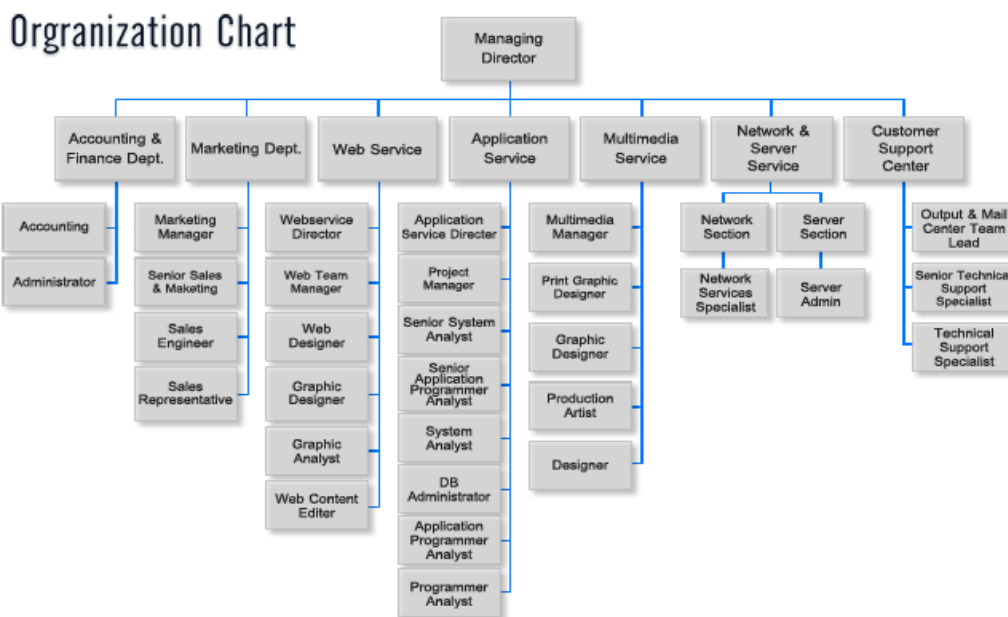 Orgranization Chart
Managing
Director
Accounting &
Finance Dept.
Marketing Dept.
Web Service
Application
Service
Multimedia
Service
Network &
Server
Service
Customer
Support
Center
Accounting
Administrator
Marketing
Manager
Senior Sales
& Maketing
Sales
Engineer
Sales
Representative
Webservice
Director
Web Team
Manager
Web
Designer
Graphic
Designer
Graphic
Analyst
Web Content
Editer
Application
Service Directer
Project
Manager
Senior System
Analyst
Senior
Application
Programmer
Analyst
System
Analyst
DB
Administrator
Application
Programmer
Analyst
Programmer
Analyst
Multimedia
Manager
Print Graphic
Designer
Graphic
Designer
Production
Artist
Designer
Network
Section
Network
Services
Specialist
Server
Section
Server
Admin
Output & Mail
Center Team
Lead
Senior Technica
Support
Specialist
Technical
Support
Specialist